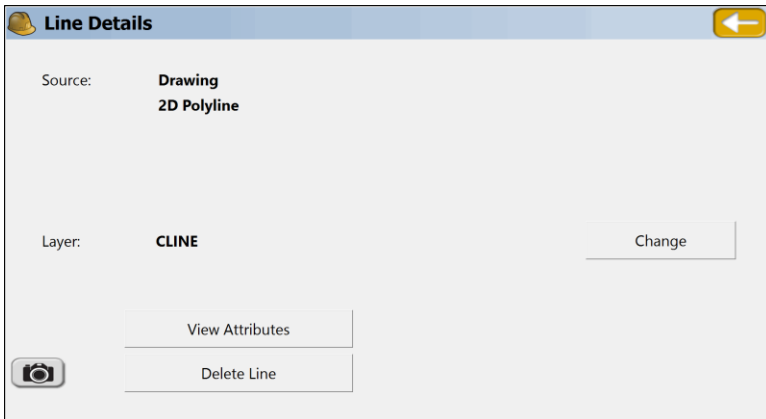 Line Details
Source: Drawing
2D Polyline
Layer: CLINE Change
View Attributes
Delete Line